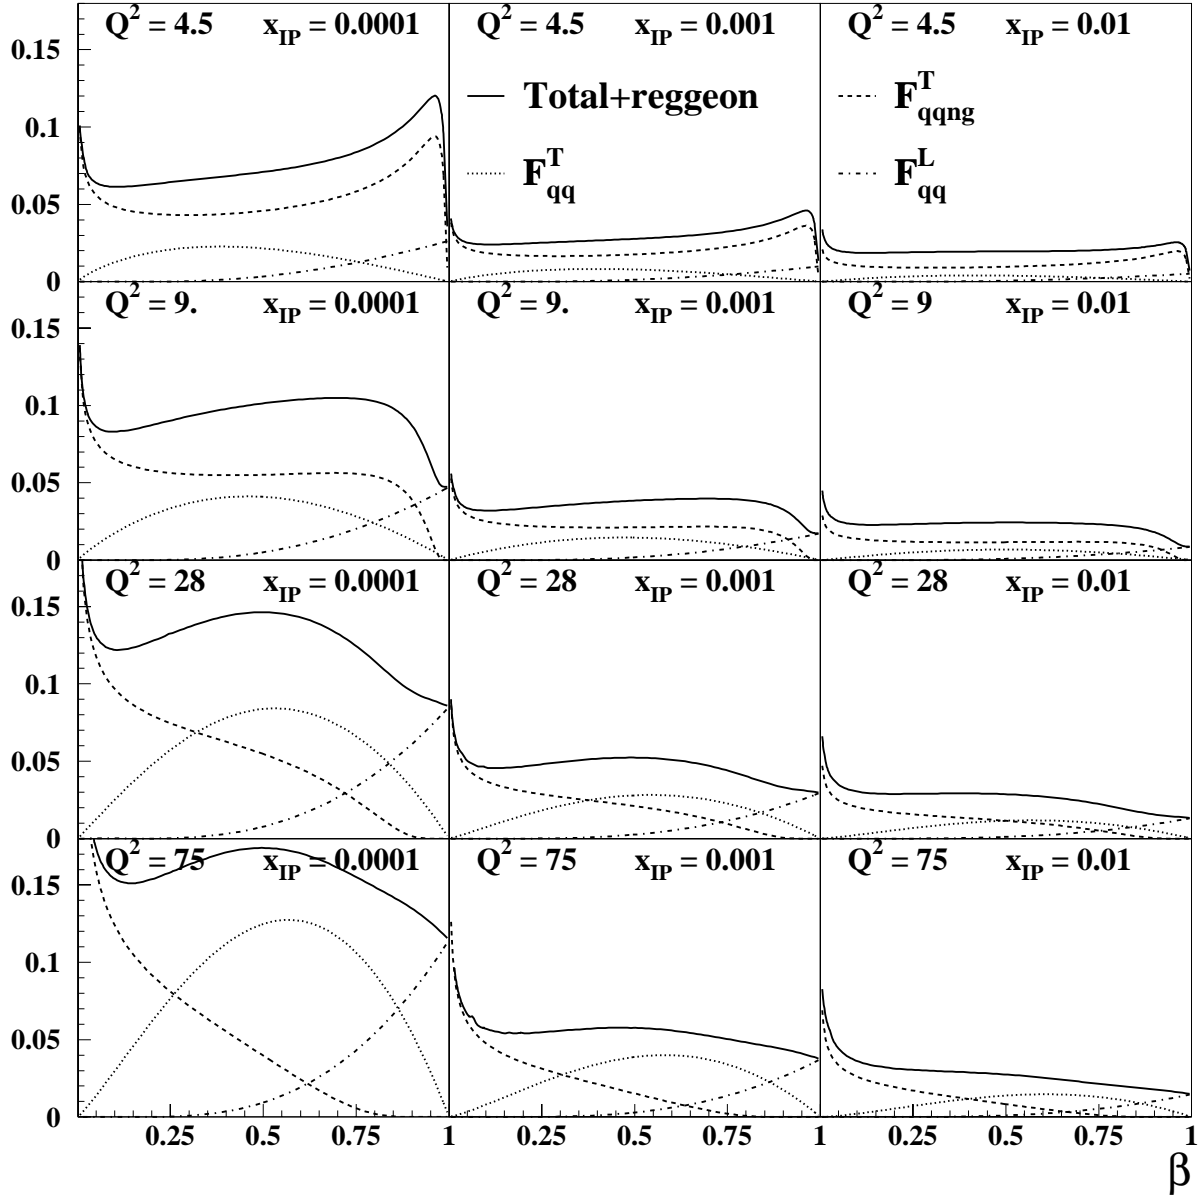 Q² = 4.5 x_IP = 0.0001 Q² = 4.5 x_IP = 0.001 Q² = 4.5 x_IP = 0.01
0.15
Total+reggeon F^T_qqng
0.1
F^T_qq F^L_qq
0.05
0
Q² = 9. x_IP = 0.0001 Q² = 9. x_IP = 0.001 Q² = 9 x_IP = 0.01
0.15
0.1
0.05
0
Q² = 28 x_IP = 0.0001 Q² = 28 x_IP = 0.001 Q² = 28 x_IP = 0.01
0.15
0.1
0.05
0
Q² = 75 x_IP = 0.0001 Q² = 75 x_IP = 0.001 Q² = 75 x_IP = 0.01
0.15
0.1
0.05
0
0.25 0.5 0.75 1 0.25 0.5 0.75 1 0.25 0.5 0.75 1
β